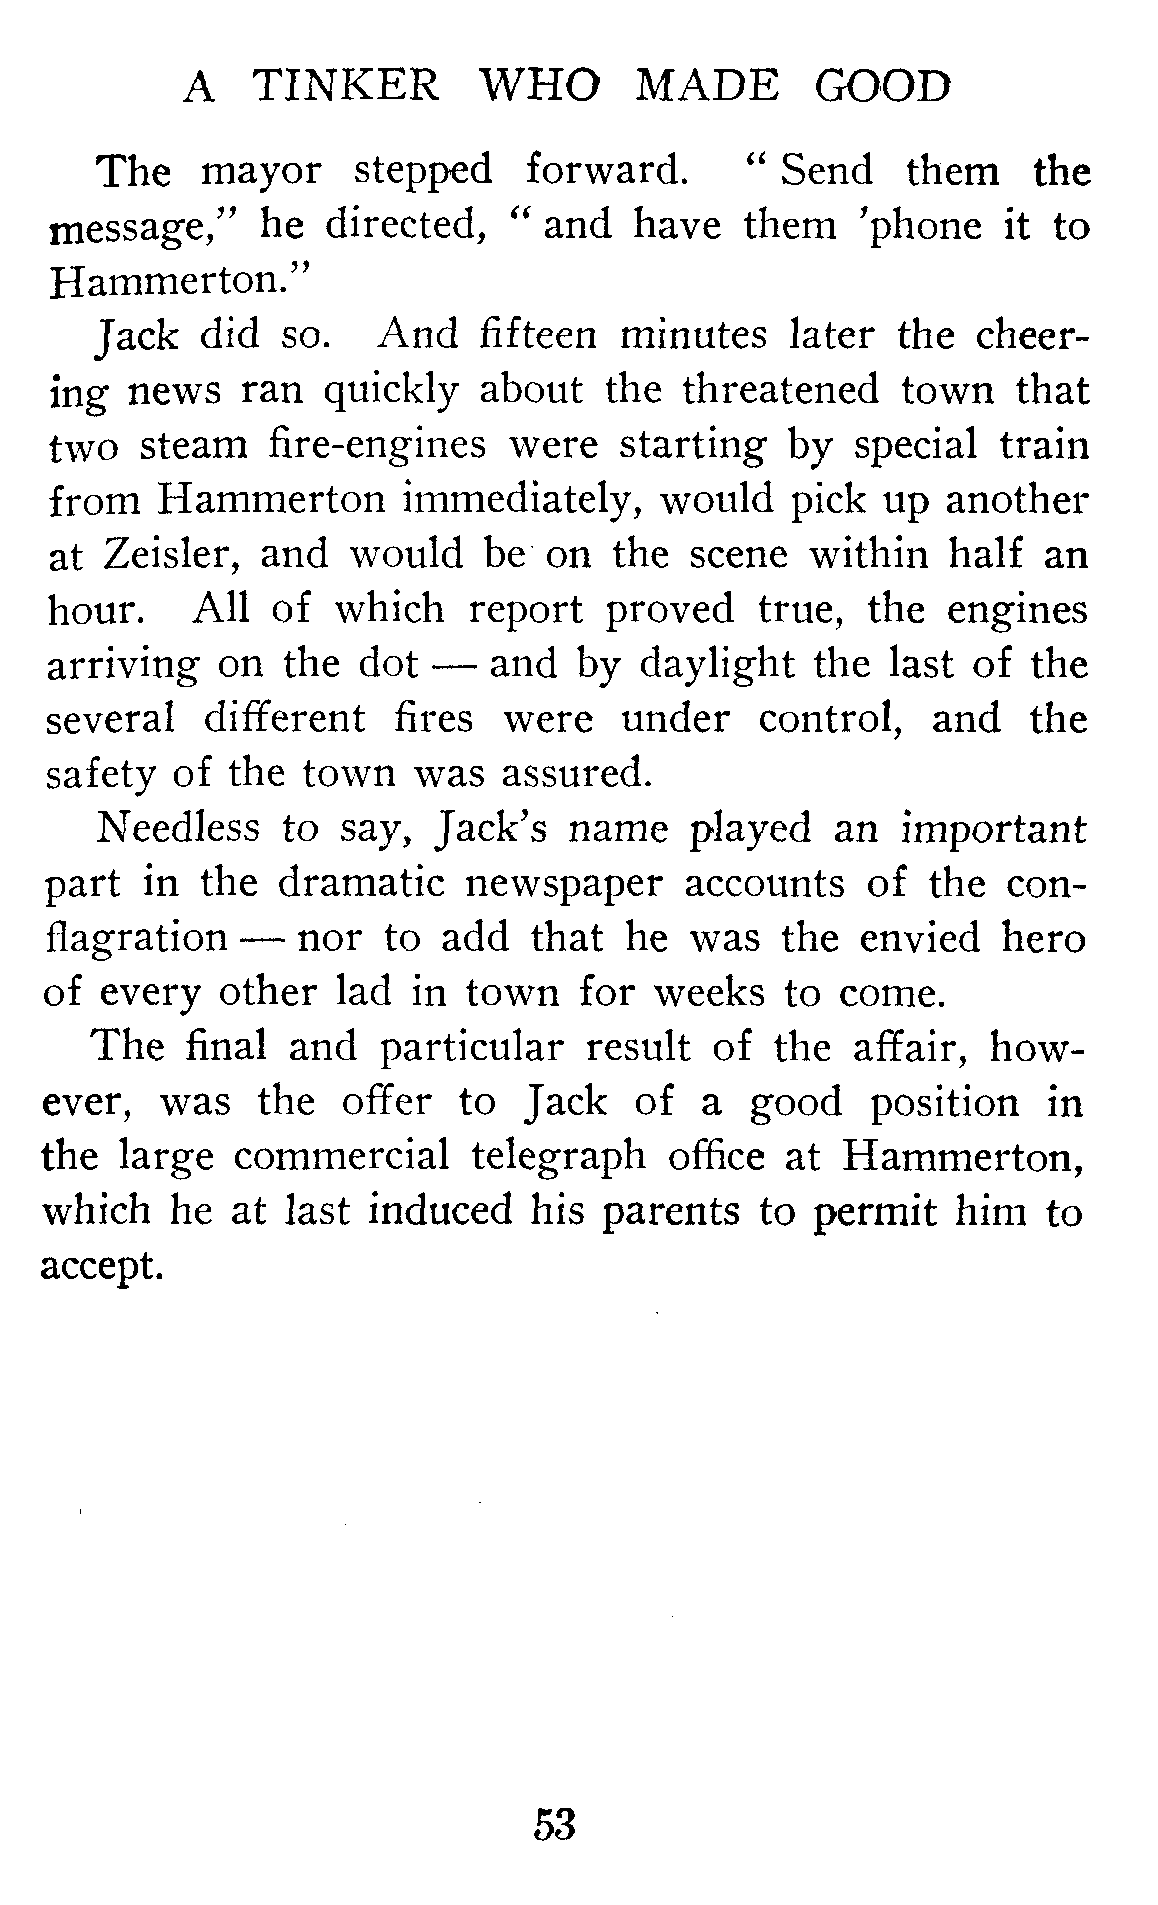 A TINKER WHO MADE GOOD
The mayor stepped forward. " Send them the
message," he directed, " and have them 'phone it to
Hammerton."
Jack did so. And fifteen minutes later the cheer-
ing news ran quickly about the threatened town that
two steam fire-engines were starting by special train
from Hammerton immediately, would pick up another
at Zeisler, and would be on the scene within half an
hour. All of which report proved true, the engines
arriving on the dot — and by daylight the last of the
several different fires were under control, and the
safety of the town was assured.
Needless to say, Jack's name played an important
part in the dramatic newspaper accounts of the con-
flagration — nor to add that he was the envied hero
of every other lad in town for weeks to come.
The final and particular result of the affair, how-
ever, was the offer to Jack of a good position in
the large commercial telegraph office at Hammerton,
which he at last induced his parents to permit him to
accept.
53